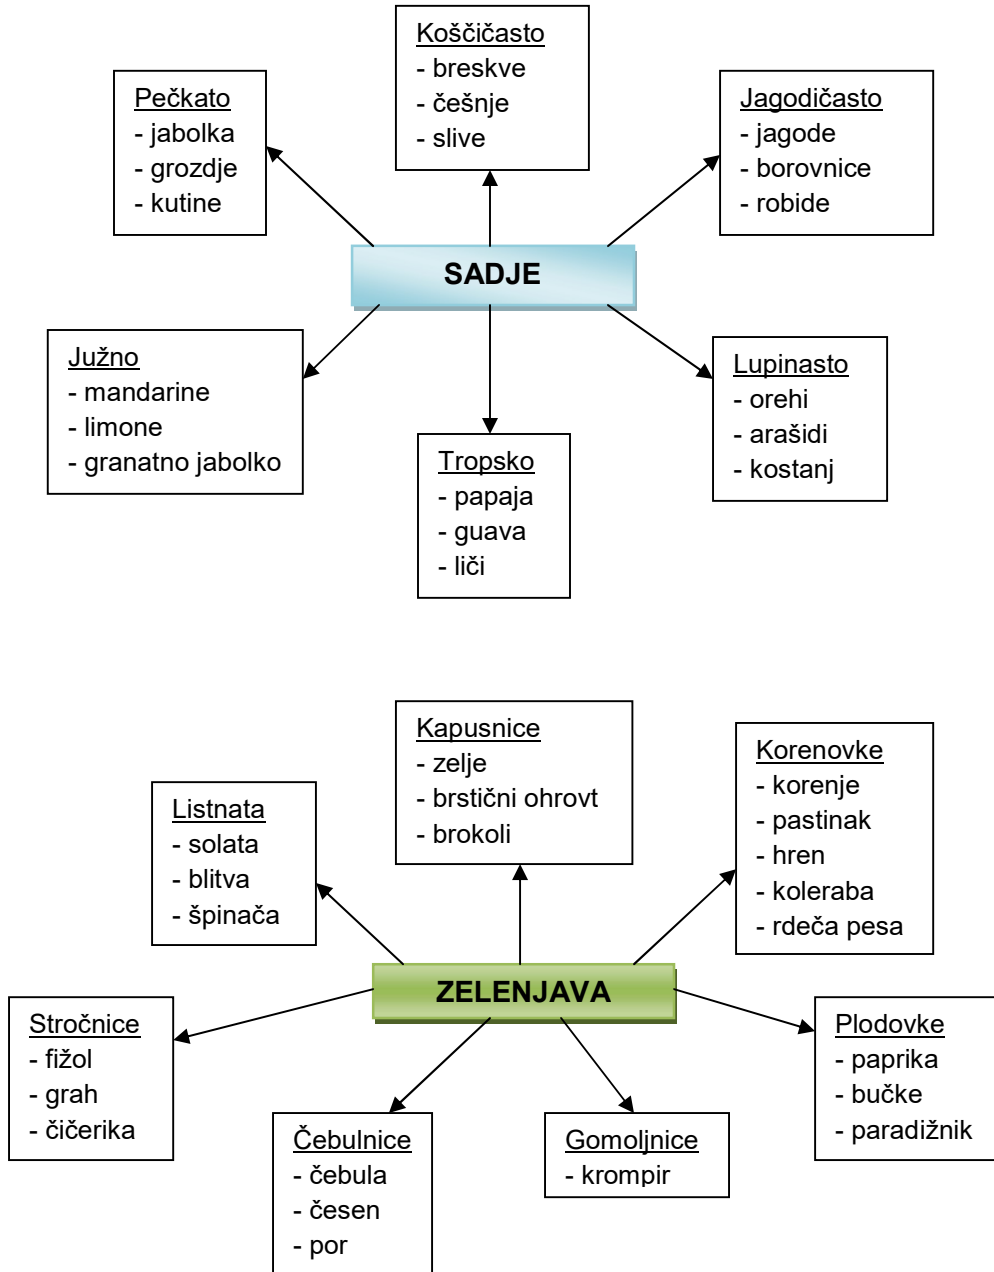 Koščičasto
- breskve
- češnje
- slive
Pečkato
- jabolka
- grozdje
- kutine
Jagodičasto
- jagode
- borovnice
- robide
SADJE
Južno
- mandarine
- limone
- granatno jabolko
Tropsko
- papaja
- guava
- liči
Lupinasto
- orehi
- arašidi
- kostanj
Kapusnice
- zelje
- brstični ohrovt
- brokoli
Listnata
- solata
- blitva
- špinača
Korenovke
- korenje
- pastinak
- hren
- koleraba
- rdeča pesa
ZELENJAVA
Stročnice
- fižol
- grah
- čičerika
Čebulnice
- čebula
- česen
- por
Gomoljnice
- krompir
Plodovke
- paprika
- bučke
- paradižnik